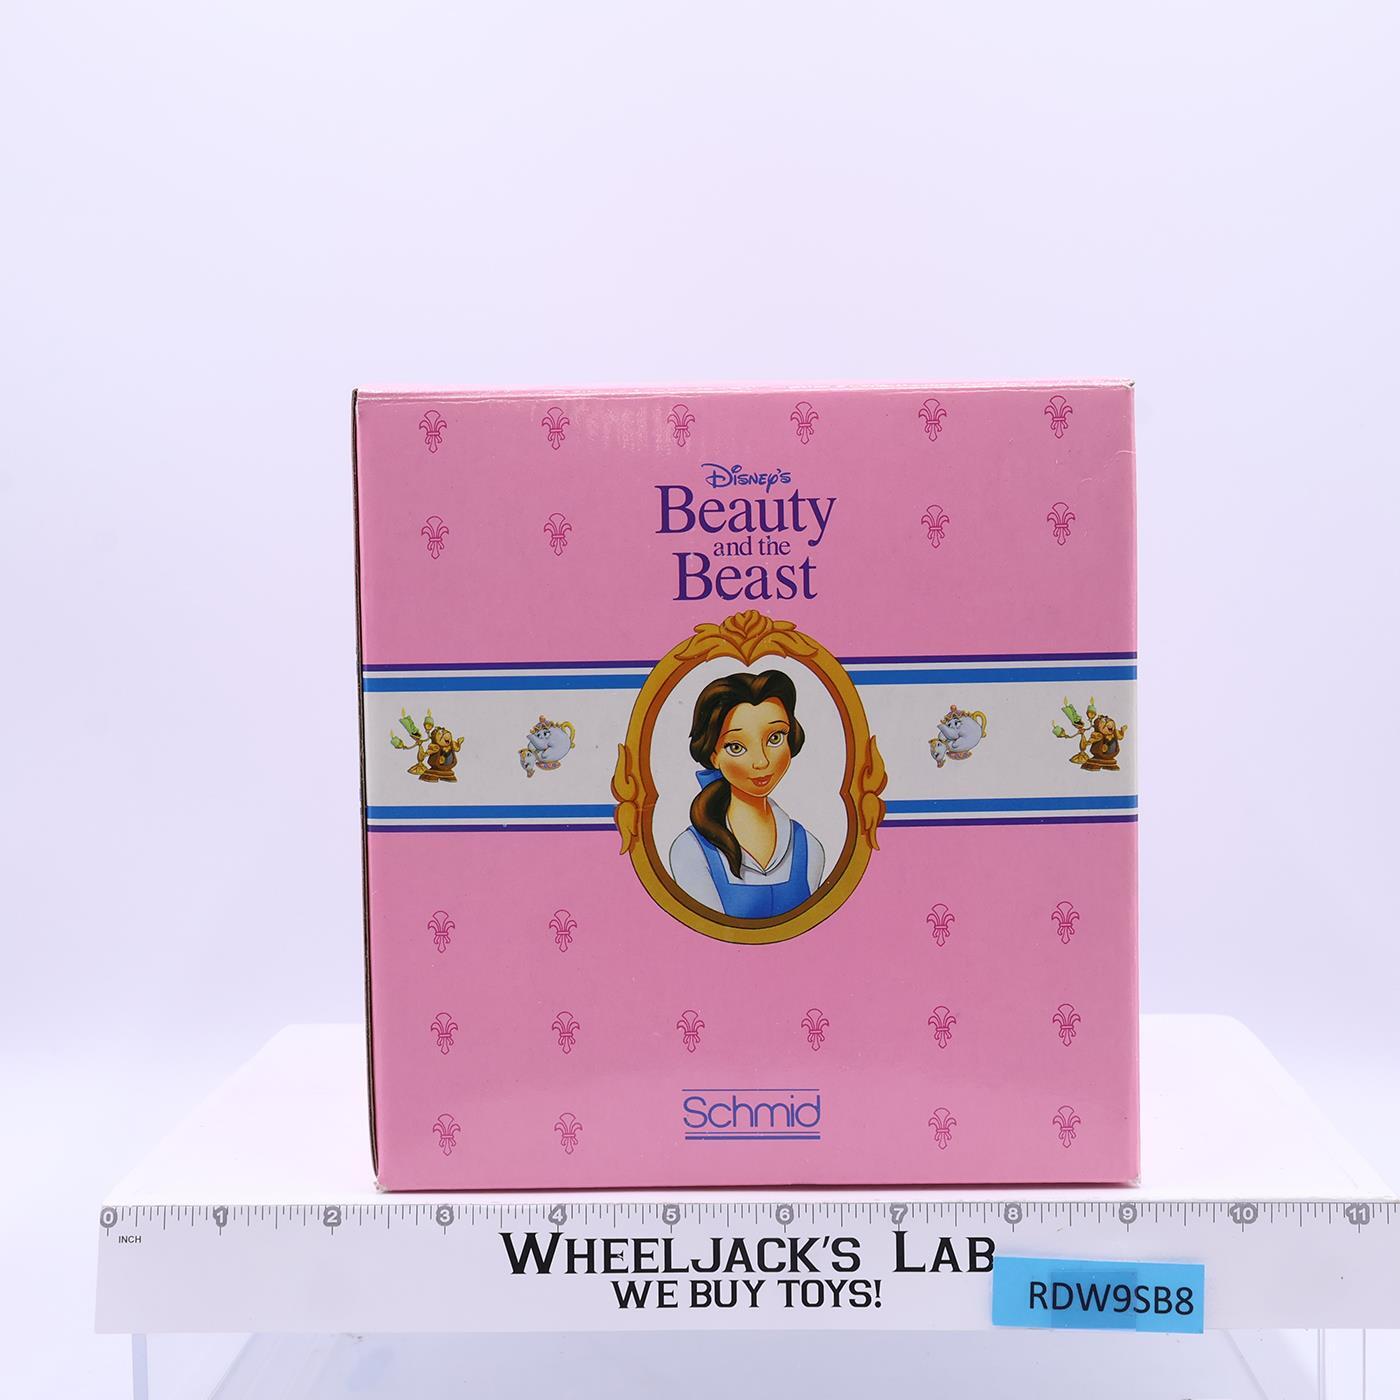 Disney's
Beauty
and the
Beast
Schmid
0 1 2 3 4 5 6 7 8 9 10 11
INCH
WHEELJACK'S LAB
WE BUY TOYS!
RDW9SB8